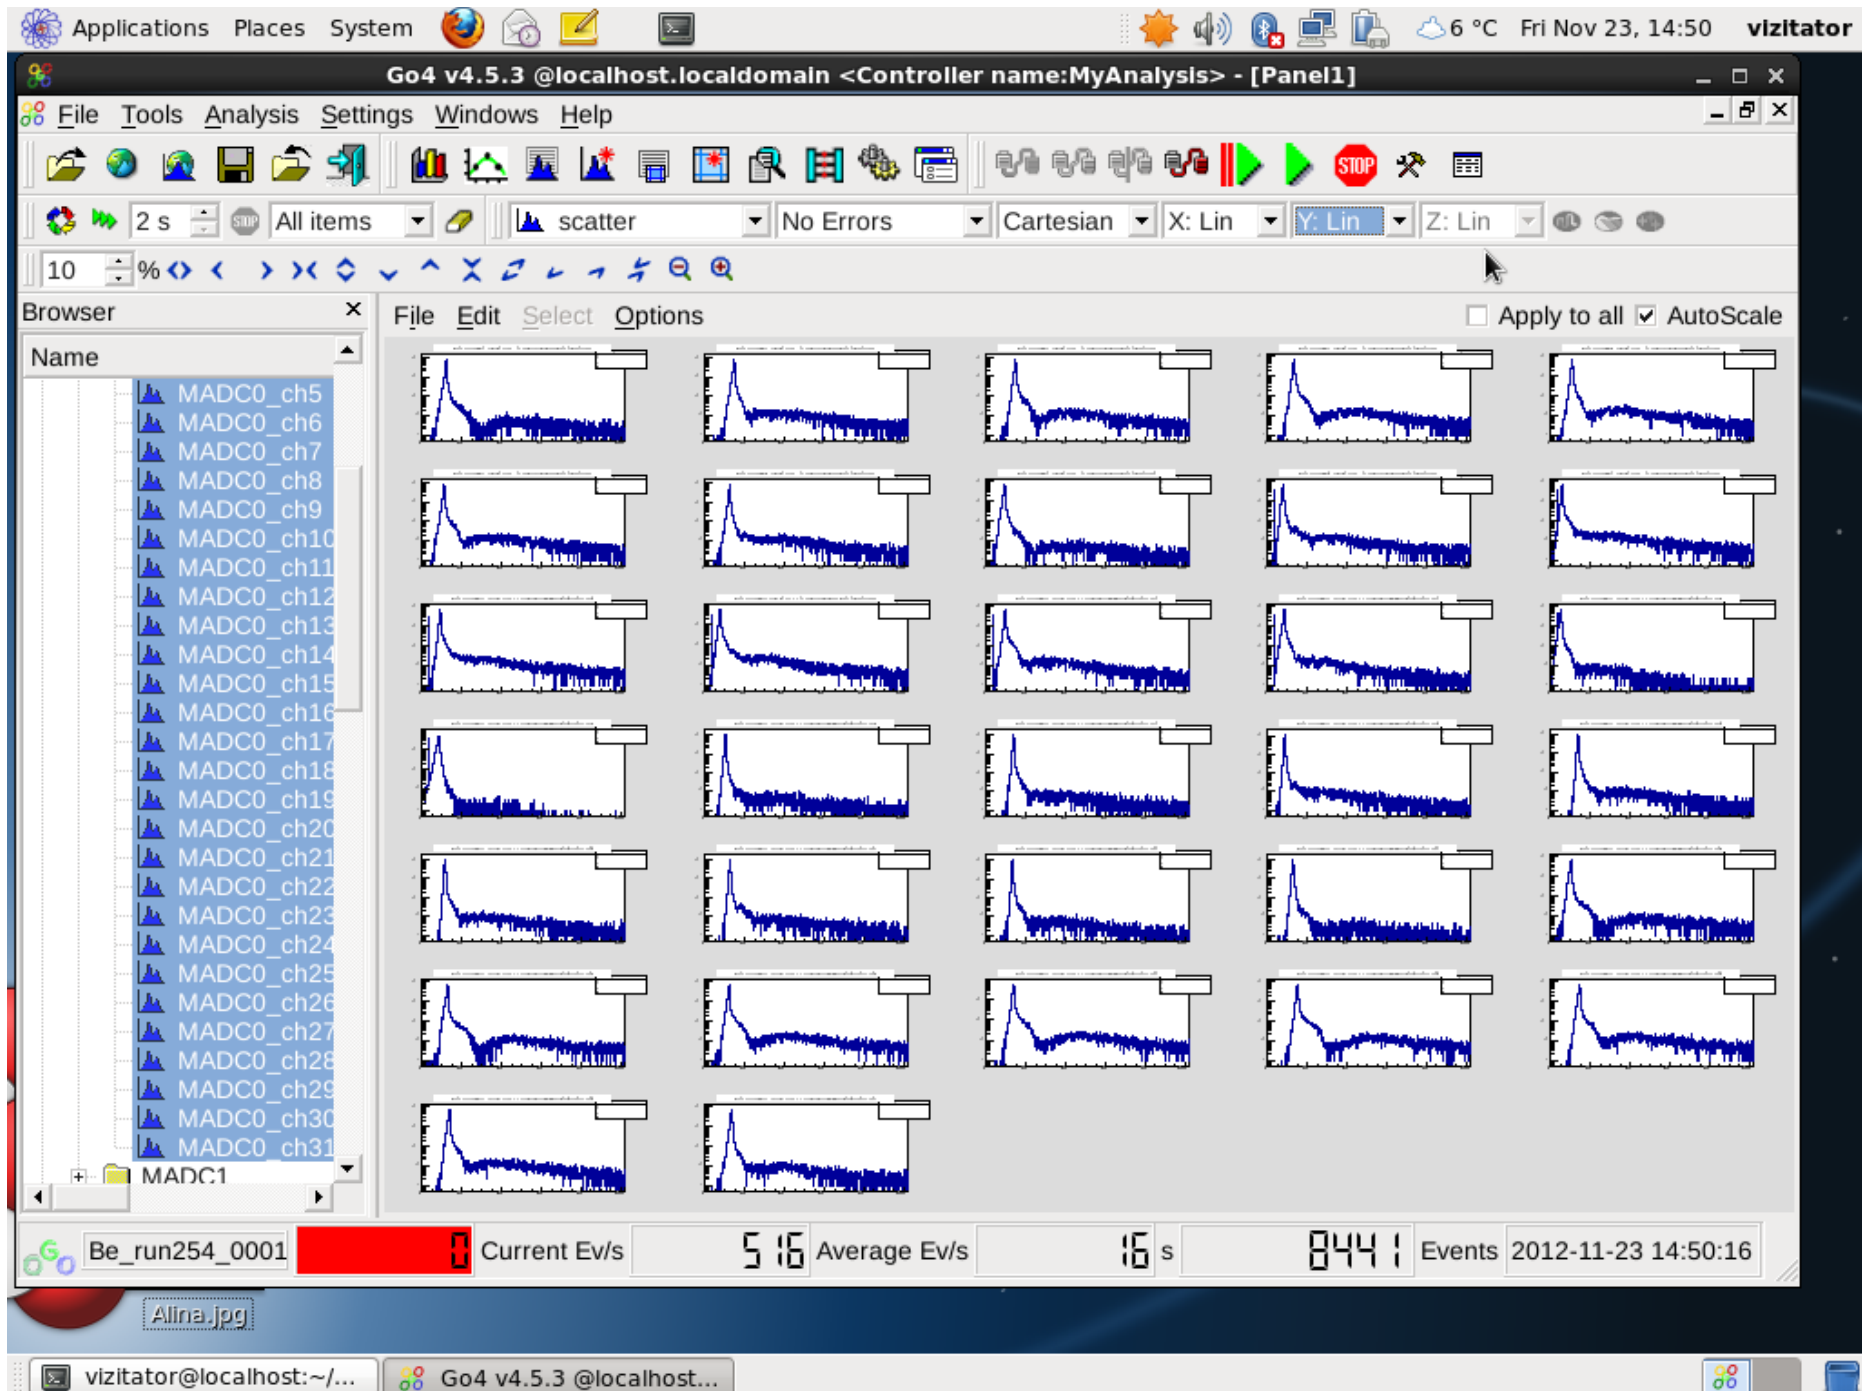 Applications Places System 6 °C Fri Nov 23, 14:50 vizitator
Go4 v4.5.3 @localhost.localdomain <Controller name:MyAnalysis> - [Panel1]
File Tools Analysis Settings Windows Help
STOP
2 s STOP All items scatter No Errors Cartesian X: Lin Y: Lin Z: Lin
10 %
Browser
File Edit Select Options Apply to all AutoScale
Name
MADC0_ch5
MADC0_ch6
MADC0_ch7
MADC0_ch8
MADC0_ch9
MADC0_ch10
MADC0_ch11
MADC0_ch12
MADC0_ch13
MADC0_ch14
MADC0_ch15
MADC0_ch16
MADC0_ch17
MADC0_ch18
MADC0_ch19
MADC0_ch20
MADC0_ch21
MADC0_ch22
MADC0_ch23
MADC0_ch24
MADC0_ch25
MADC0_ch26
MADC0_ch27
MADC0_ch28
MADC0_ch29
MADC0_ch30
MADC0_ch31
MADC1
Go Be_run254_0001 0 Current Ev/s 516 Average Ev/s 16 s 8441 Events 2012-11-23 14:50:16
Alina.jpg
vizitator@localhost:~/... Go4 v4.5.3 @localhost...